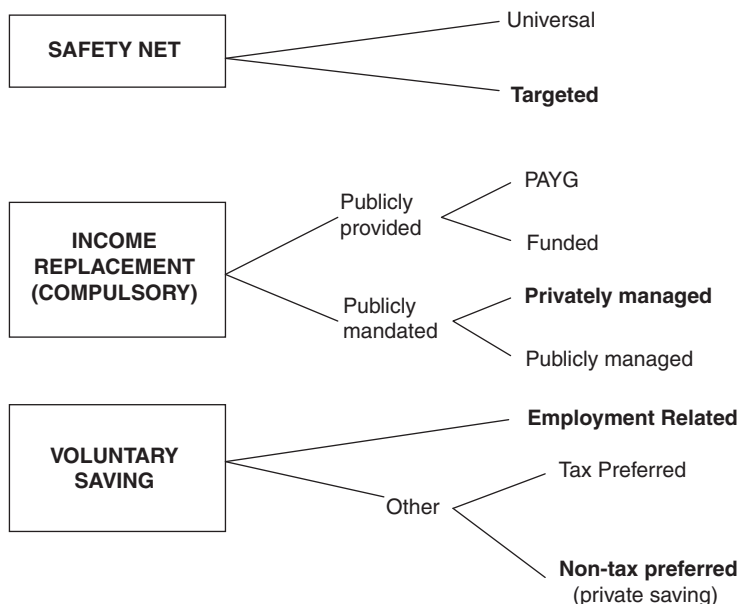 SAFETY NET
Universal
Targeted
INCOME
REPLACEMENT
(COMPULSORY)
Publicly
provided
PAYG
Funded
Publicly
mandated
Privately managed
Publicly managed
VOLUNTARY
SAVING
Employment Related
Other
Tax Preferred
Non-tax preferred
(private saving)